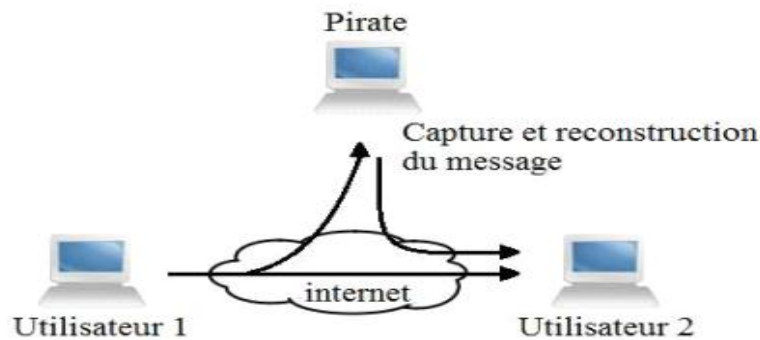 Pirate
Capture et reconstruction
du message
internet
Utilisateur 1
Utilisateur 2